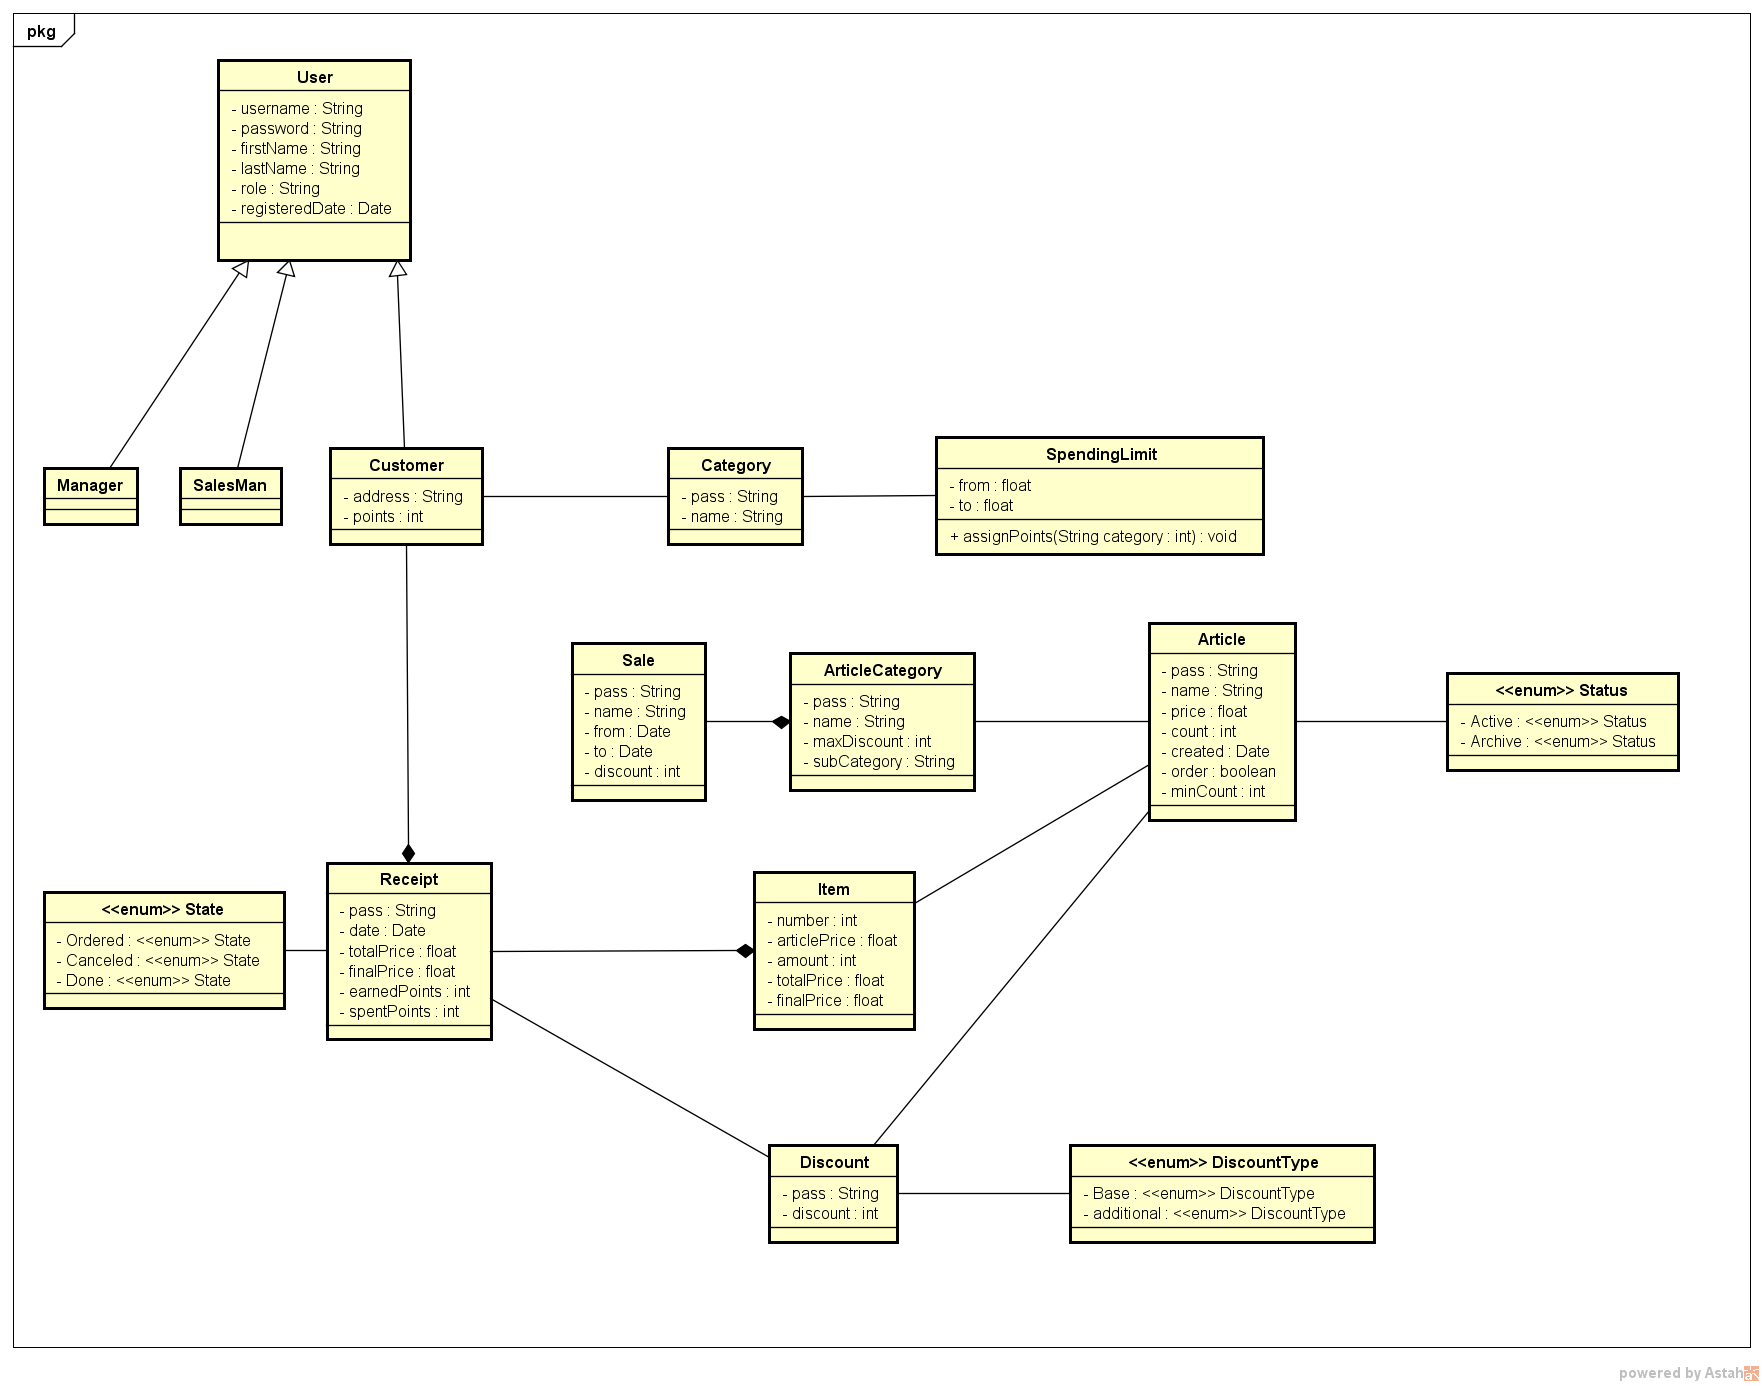 pkg
User
- username : String
- password : String
- firstName : String
- lastName : String
- role : String
- registeredDate : Date
Manager
SalesMan
Customer
- address : String
- points : int
Category
- pass : String
- name : String
SpendingLimit
- from : float
- to : float
+ assignPoints(String category : int) : void
Sale
- pass : String
- name : String
- from : Date
- to : Date
- discount : int
ArticleCategory
- pass : String
- name : String
- maxDiscount : int
- subCategory : String
Article
- pass : String
- name : String
- price : float
- count : int
- created : Date
- order : boolean
- minCount : int
<<enum>> Status
- Active : <<enum>> Status
- Archive : <<enum>> Status
<<enum>> State
- Ordered : <<enum>> State
- Canceled : <<enum>> State
- Done : <<enum>> State
Receipt
- pass : String
- date : Date
- totalPrice : float
- finalPrice : float
- earnedPoints : int
- spentPoints : int
Item
- number : int
- articlePrice : float
- amount : int
- totalPrice : float
- finalPrice : float
Discount
- pass : String
- discount : int
<<enum>> DiscountType
- Base : <<enum>> DiscountType
- additional : <<enum>> DiscountType
powered by Astah